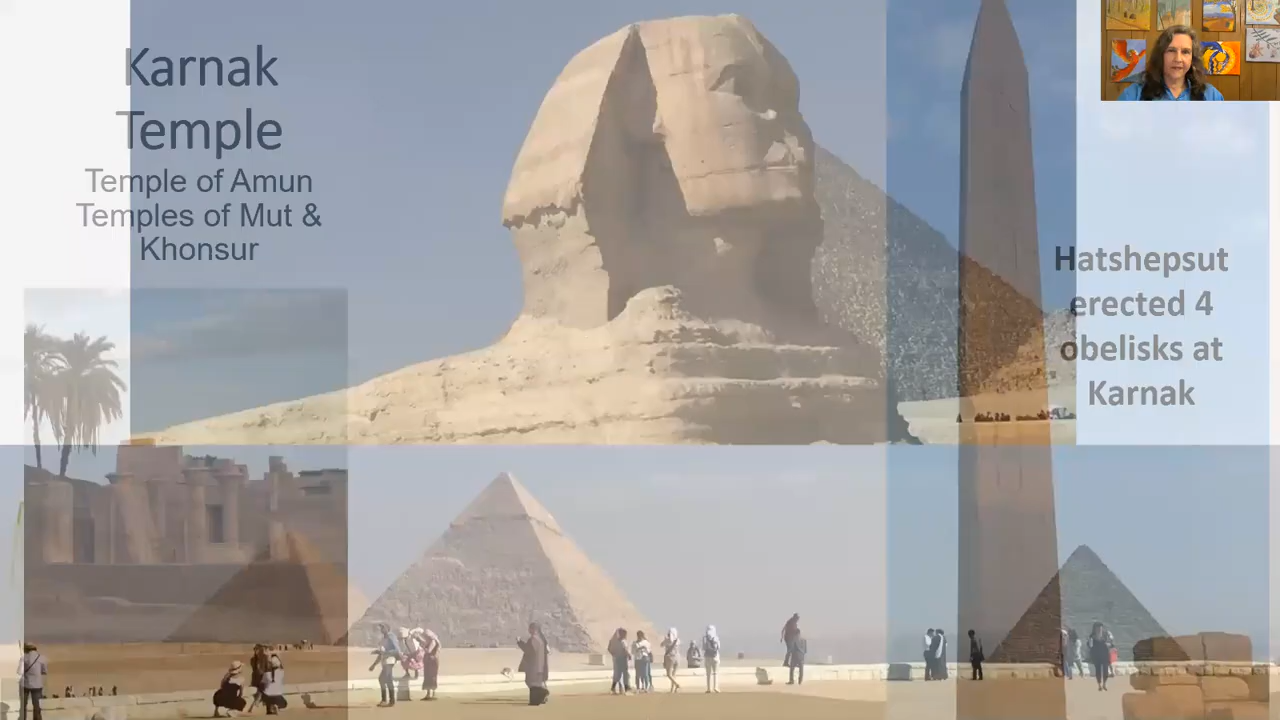 Karnak
Temple
Temple of Amun
Temples of Mut &
Khonsur
Hatshepsut
erected 4
obelisks at
Karnak